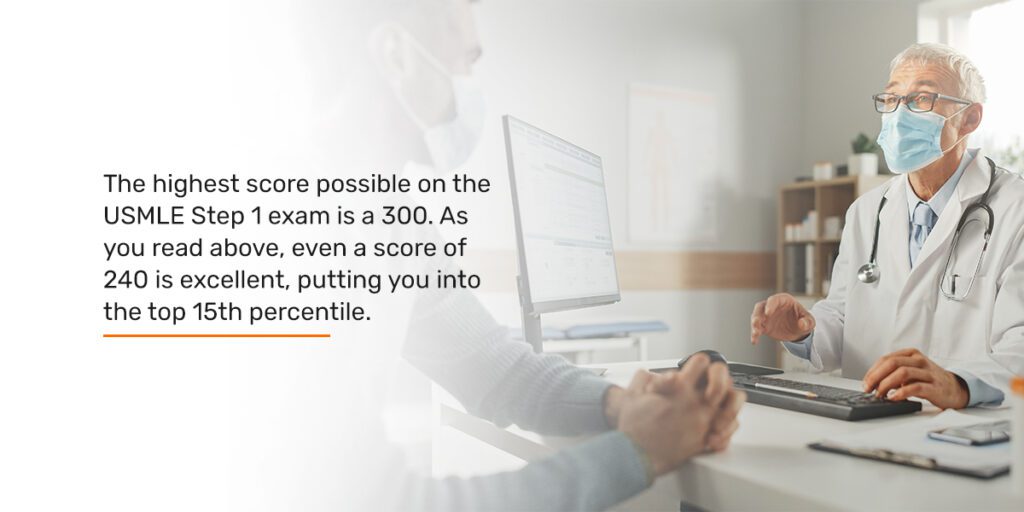 The highest score possible on the
USMLE Step 1 exam is a 300. As
you read above, even a score of
240 is excellent, putting you into
the top 15th percentile.